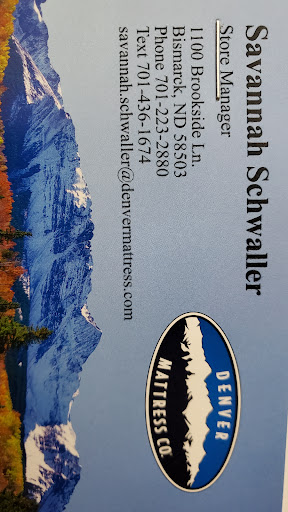 Savannah Schwaller
Store Manager
1100 Brookside Ln.
Bismarck, ND 58503
Phone 701-223-2880
Text 701-436-1674
savannah.schwaller@denvermattress.com
DENVER
MATTRESS CO.